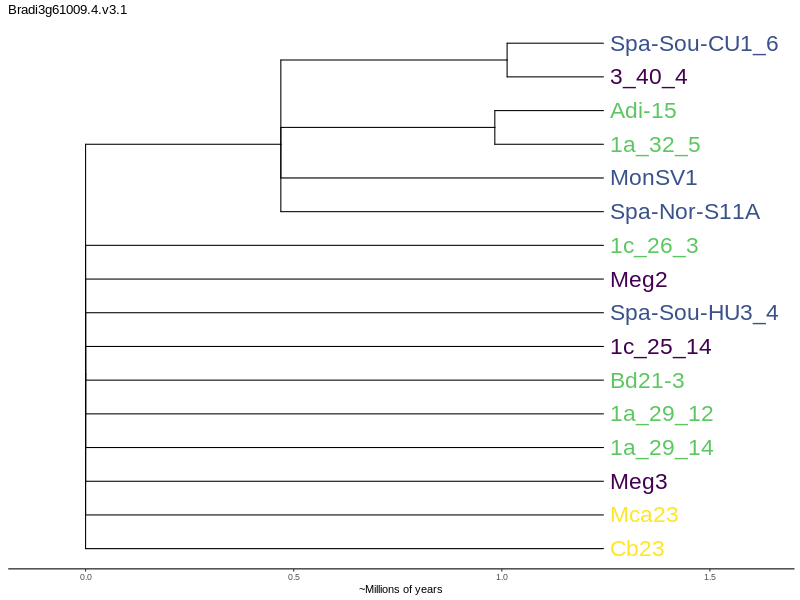 Bradi3g61009.4.v3.1
Spa-Sou-CU1_6
3_40_4
Adi-15
1a_32_5
MonSV1
Spa-Nor-S11A
1c_26_3
Meg2
Spa-Sou-HU3_4
1c_25_14
Bd21-3
1a_29_12
1a_29_14
Meg3
Mca23
Cb23
0.0 0.5 1.0 1.5
~Millions of years